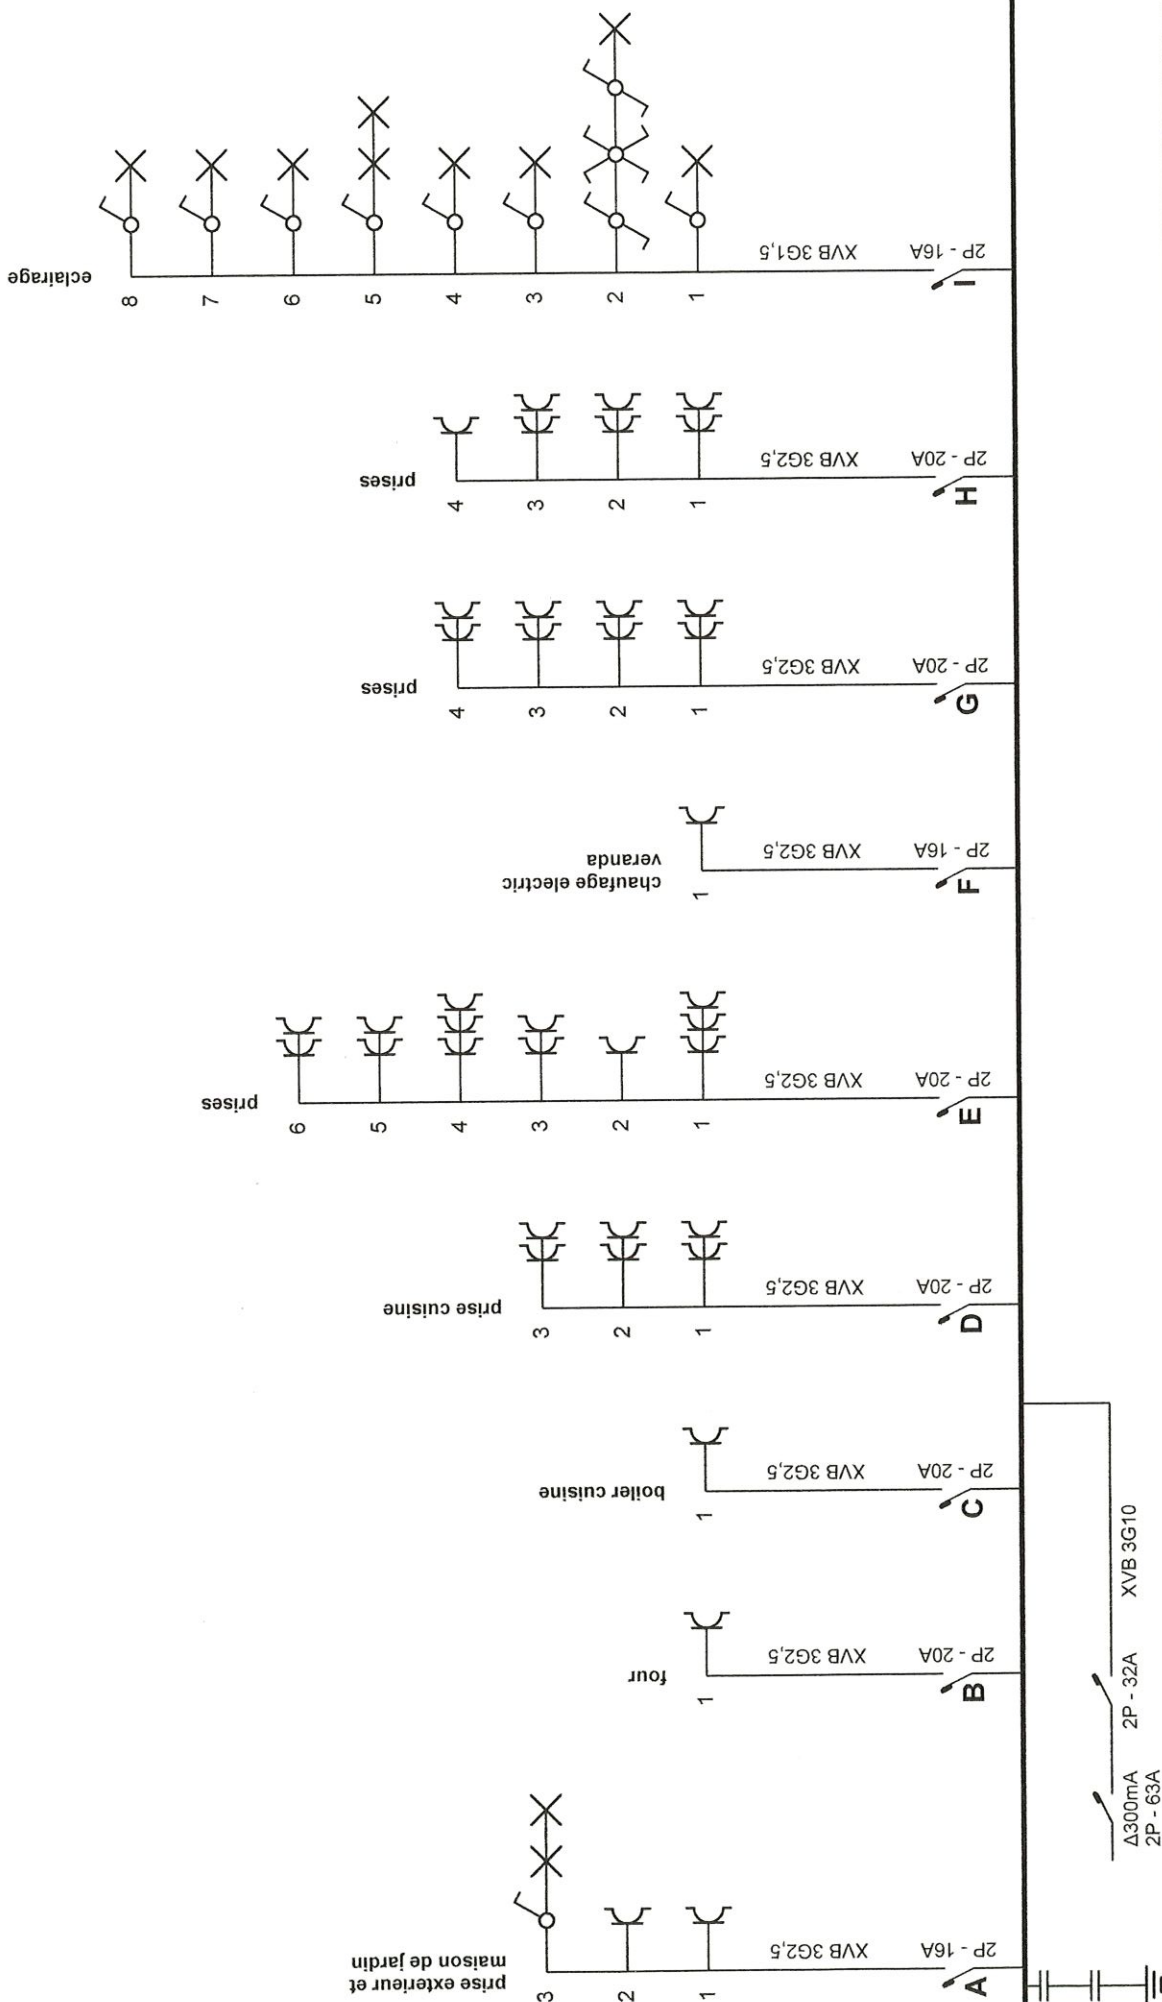 prise exterieur et
maison de jardin
3
2
1
XVB 3G2,5
2P - 16A
A
four
1
XVB 3G2,5
2P - 20A
B
boiler cuisine
1
XVB 3G2,5
2P - 20A
C
prise cuisine
3
2
1
XVB 3G2,5
2P - 20A
D
prises
6
5
4
3
2
1
XVB 3G2,5
2P - 20A
E
chaufage electric
veranda
1
XVB 3G2,5
2P - 16A
F
prises
4
3
2
1
XVB 3G2,5
2P - 20A
G
prises
4
3
2
1
XVB 3G2,5
2P - 20A
H
eclairage
8
7
6
5
4
3
2
1
XVB 3G1,5
2P - 16A
I
Δ300mA
2P - 63A
2P - 32A
XVB 3G10